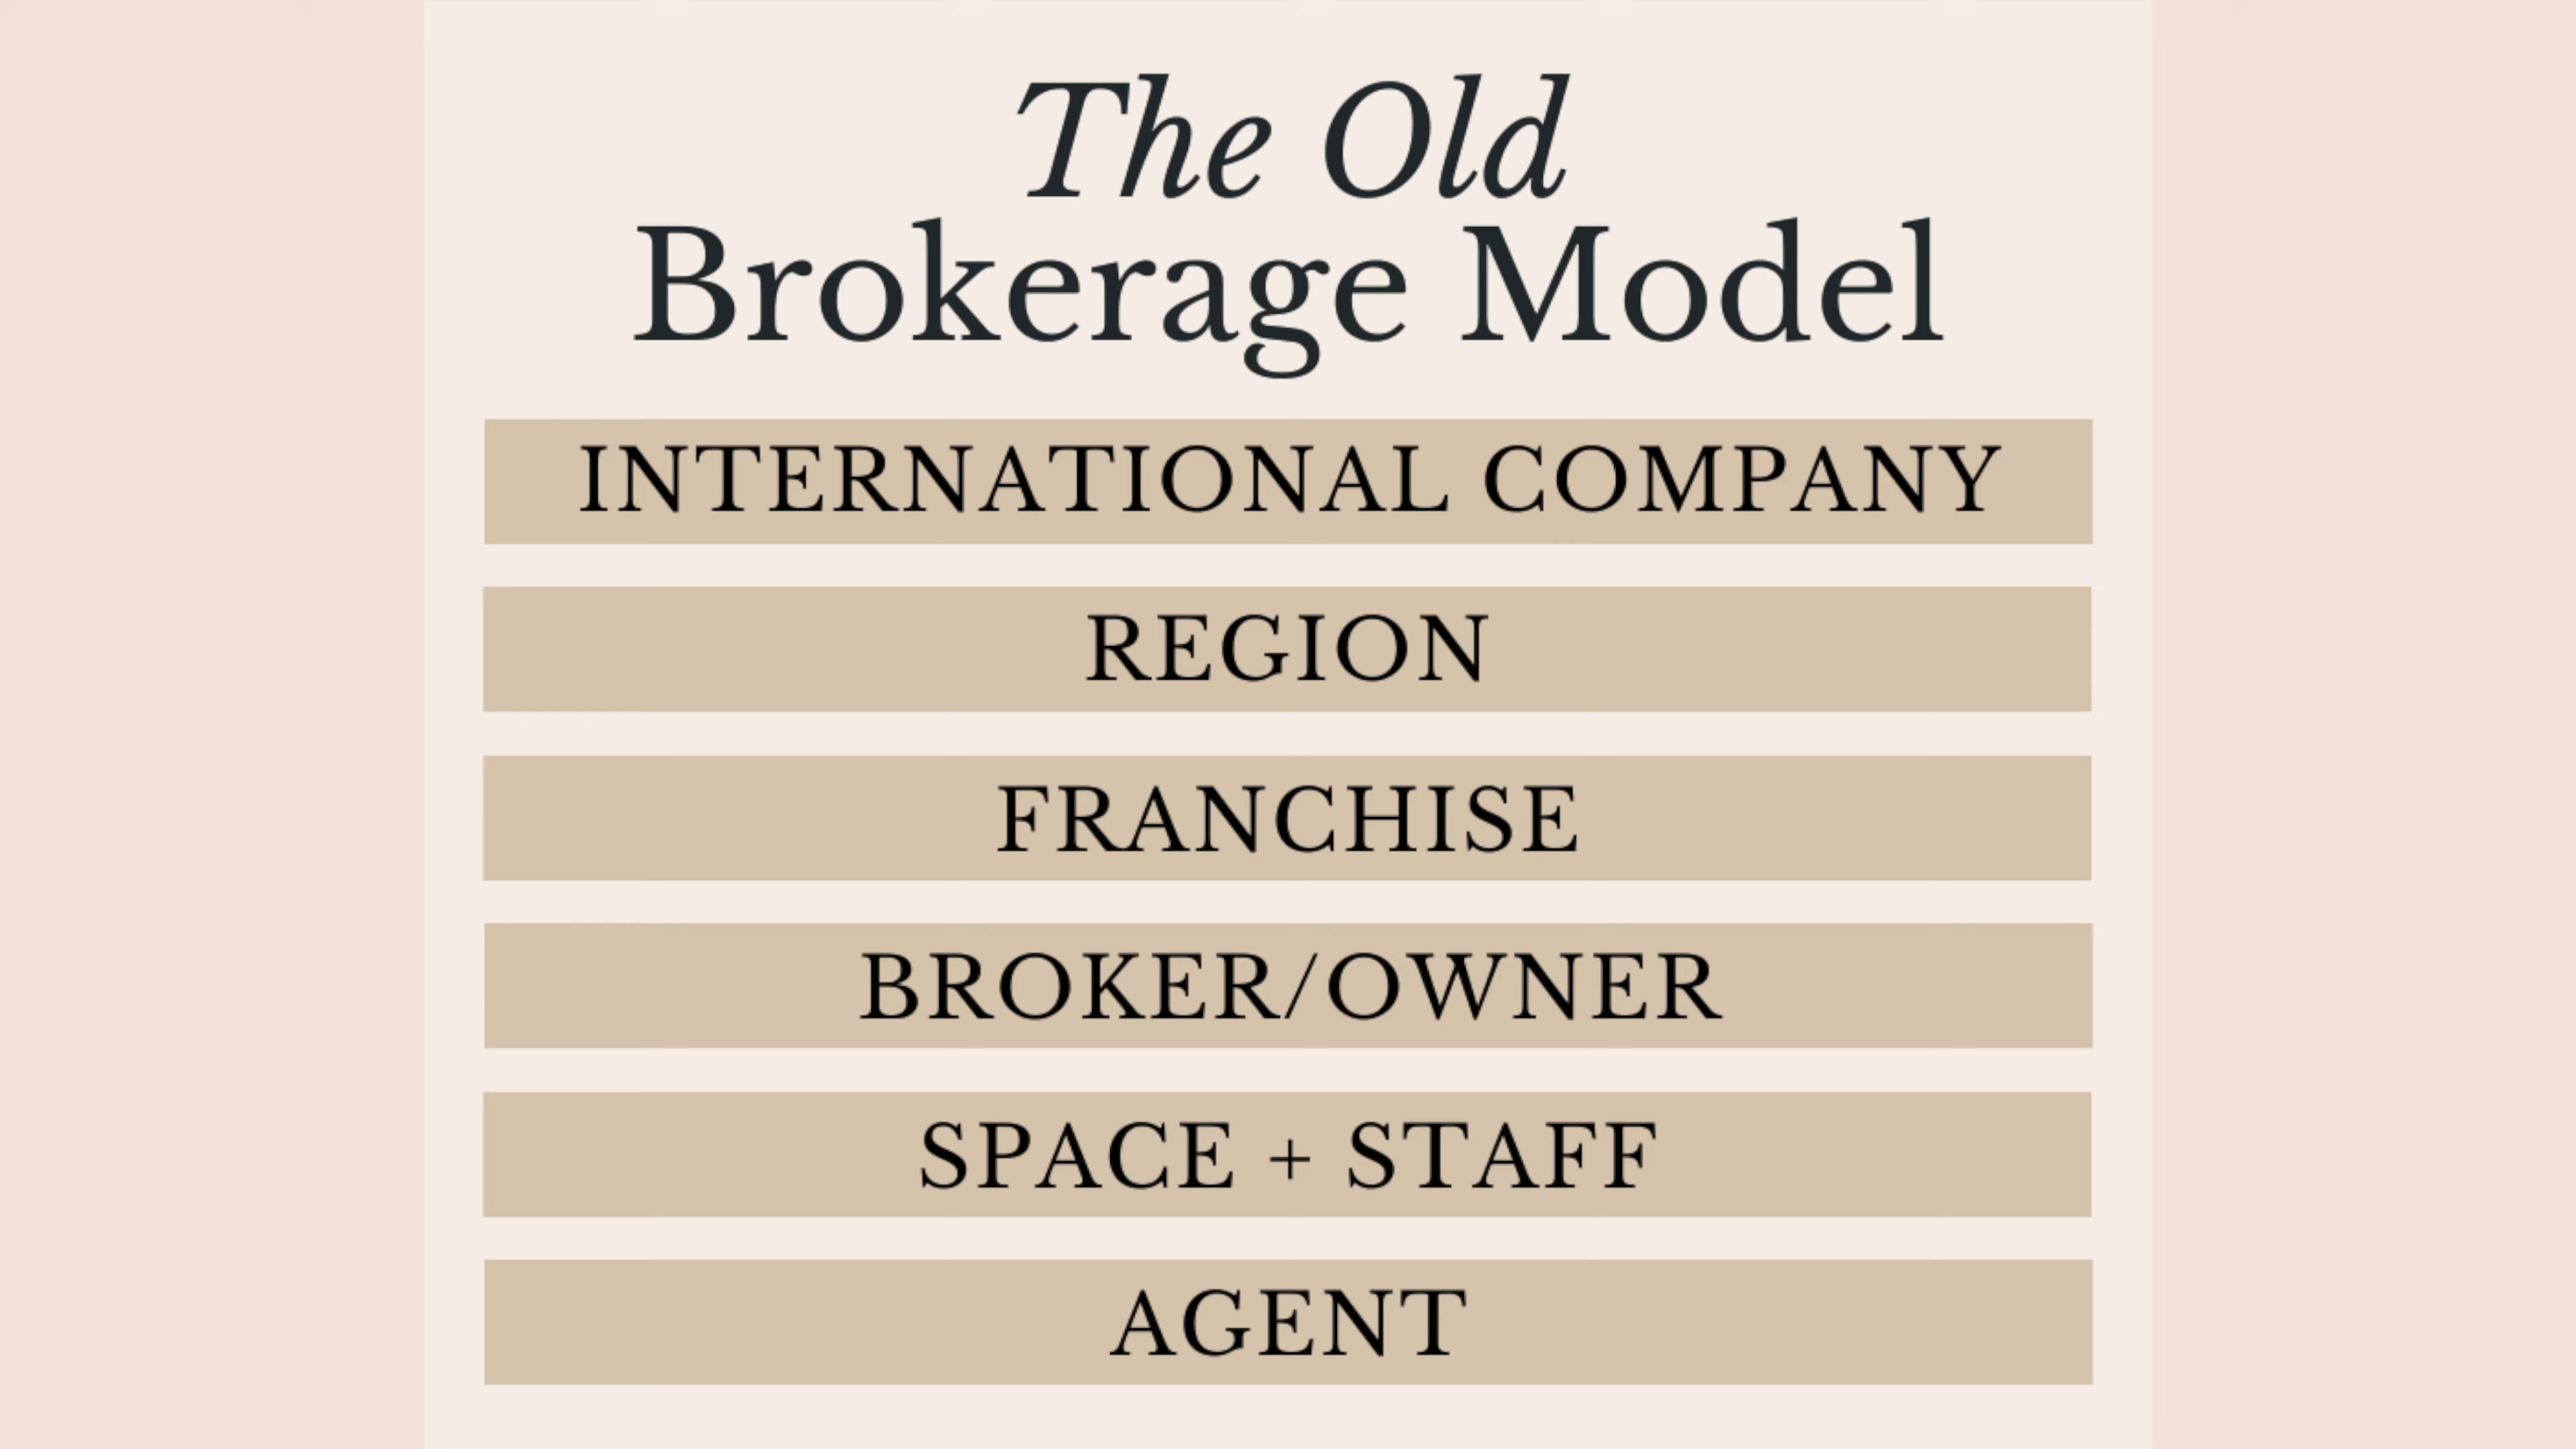 The Old
Brokerage Model
INTERNATIONAL COMPANY
REGION
FRANCHISE
BROKER/OWNER
SPACE + STAFF
AGENT